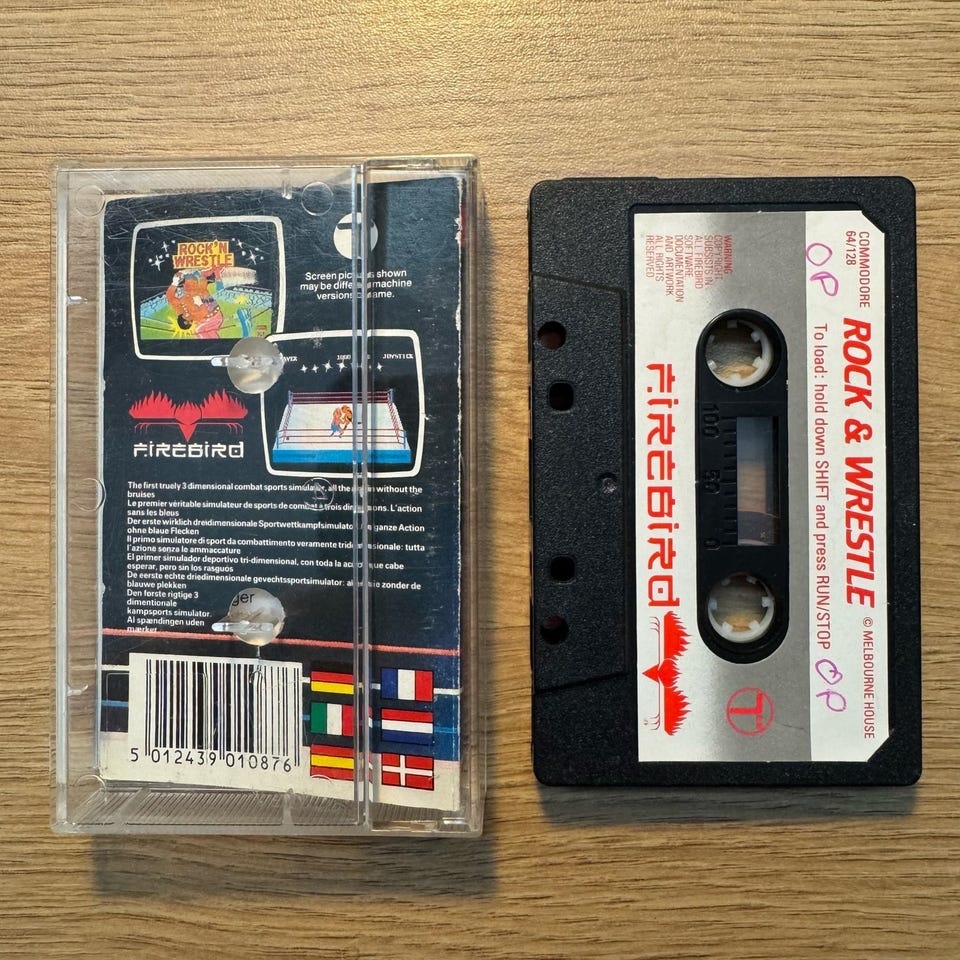 ROCK'N
WRESTLE
Screen pictures shown
may be different machine
versions of game.
1000
JOYSTICK
FIREBIRD
The first truely 3 dimensional combat sports simulator, all the without the
bruises
Le premier véritable simulateur de sports de combat trois L'action
sans les bleus
Der erste wirklich dreidimensionale Sportwettkampfsimulator ganze Action
ohne blaue Flecken
Il primo simulatore di sport da combattimento veramente tridimensionale: tutta
l'azione sonza le ammaccature
El primer simulador deportivo tri-dimensional, con toda la que cabe
esperar, pero sin los rasguos
De eerste echte driedimensionale gevechtssportsimulator: zonder de
blauwe plekken
Den første rigtige 3
dimentionale
kampsports simulator.
Al spændingen uden
mærker
5 012439 010876
COMMODORE
64/128
ROCK & WRESTLE
© MELBOURNE HOUSE
To load: hold down SHIFT and press RUN/STOP
OP
OP
WARNING
COPYRIGHT
SUBSISTS IN
ALL FIREBIRD
SOFTWARE
DOCUMENTATION
AND ARTWORK
ALL RIGHTS
RESERVED
FIREBIRD
100 50 0
T